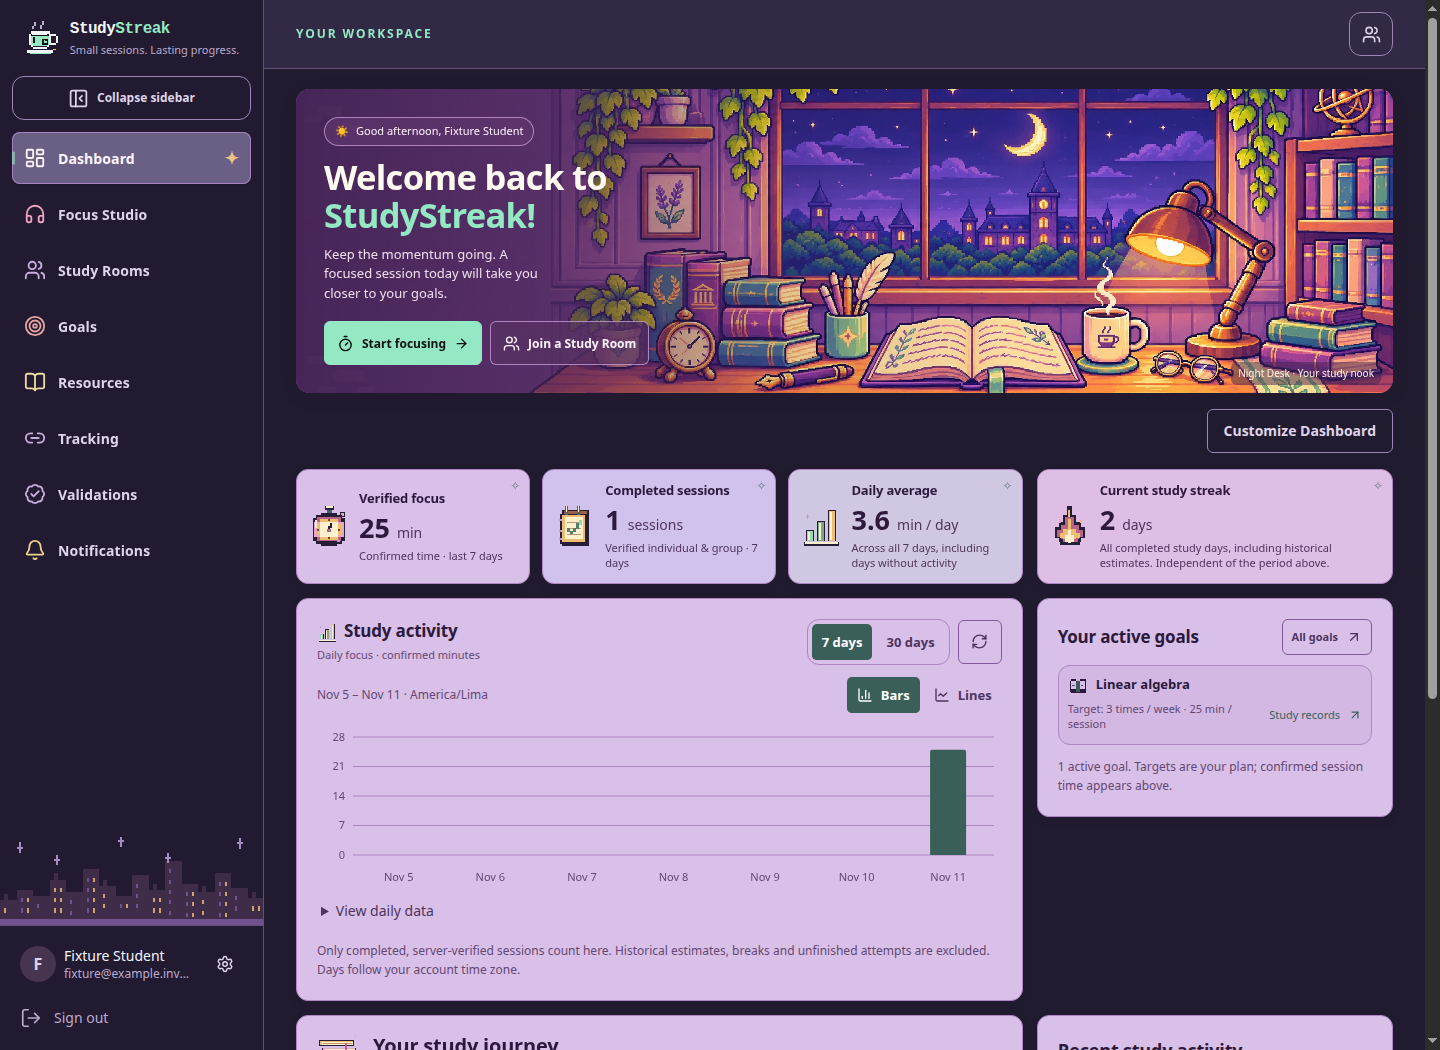 StudyStreak
Small sessions. Lasting progress.
Collapse sidebar
Dashboard
Focus Studio
Study Rooms
Goals
Resources
Tracking
Validations
Notifications
F
Fixture Student
fixture@example.inv...
Sign out
YOUR WORKSPACE
Good afternoon, Fixture Student
Welcome back to
StudyStreak!
Keep the momentum going. A
focused session today will take you
closer to your goals.
Start focusing
Join a Study Room
Night Desk · Your study nook
Customize Dashboard
Verified focus
25 min
Confirmed time · last 7 days
Completed sessions
1 sessions
Verified individual & group · 7
days
Daily average
3.6 min / day
Across all 7 days, including
days without activity
Current study streak
2 days
All completed study days, including historical
estimates. Independent of the period above.
Study activity
Daily focus · confirmed minutes
7 days
30 days
Nov 5 – Nov 11 · America/Lima
Bars
Lines
28
21
14
7
0
Nov 5
Nov 6
Nov 7
Nov 8
Nov 9
Nov 10
Nov 11
View daily data
Only completed, server-verified sessions count here. Historical estimates, breaks and unfinished attempts are excluded.
Days follow your account time zone.
Your active goals
All goals
Linear algebra
Target: 3 times / week · 25 min /
session
Study records
1 active goal. Targets are your plan; confirmed session
time appears above.
Your study journey
Recent study activity